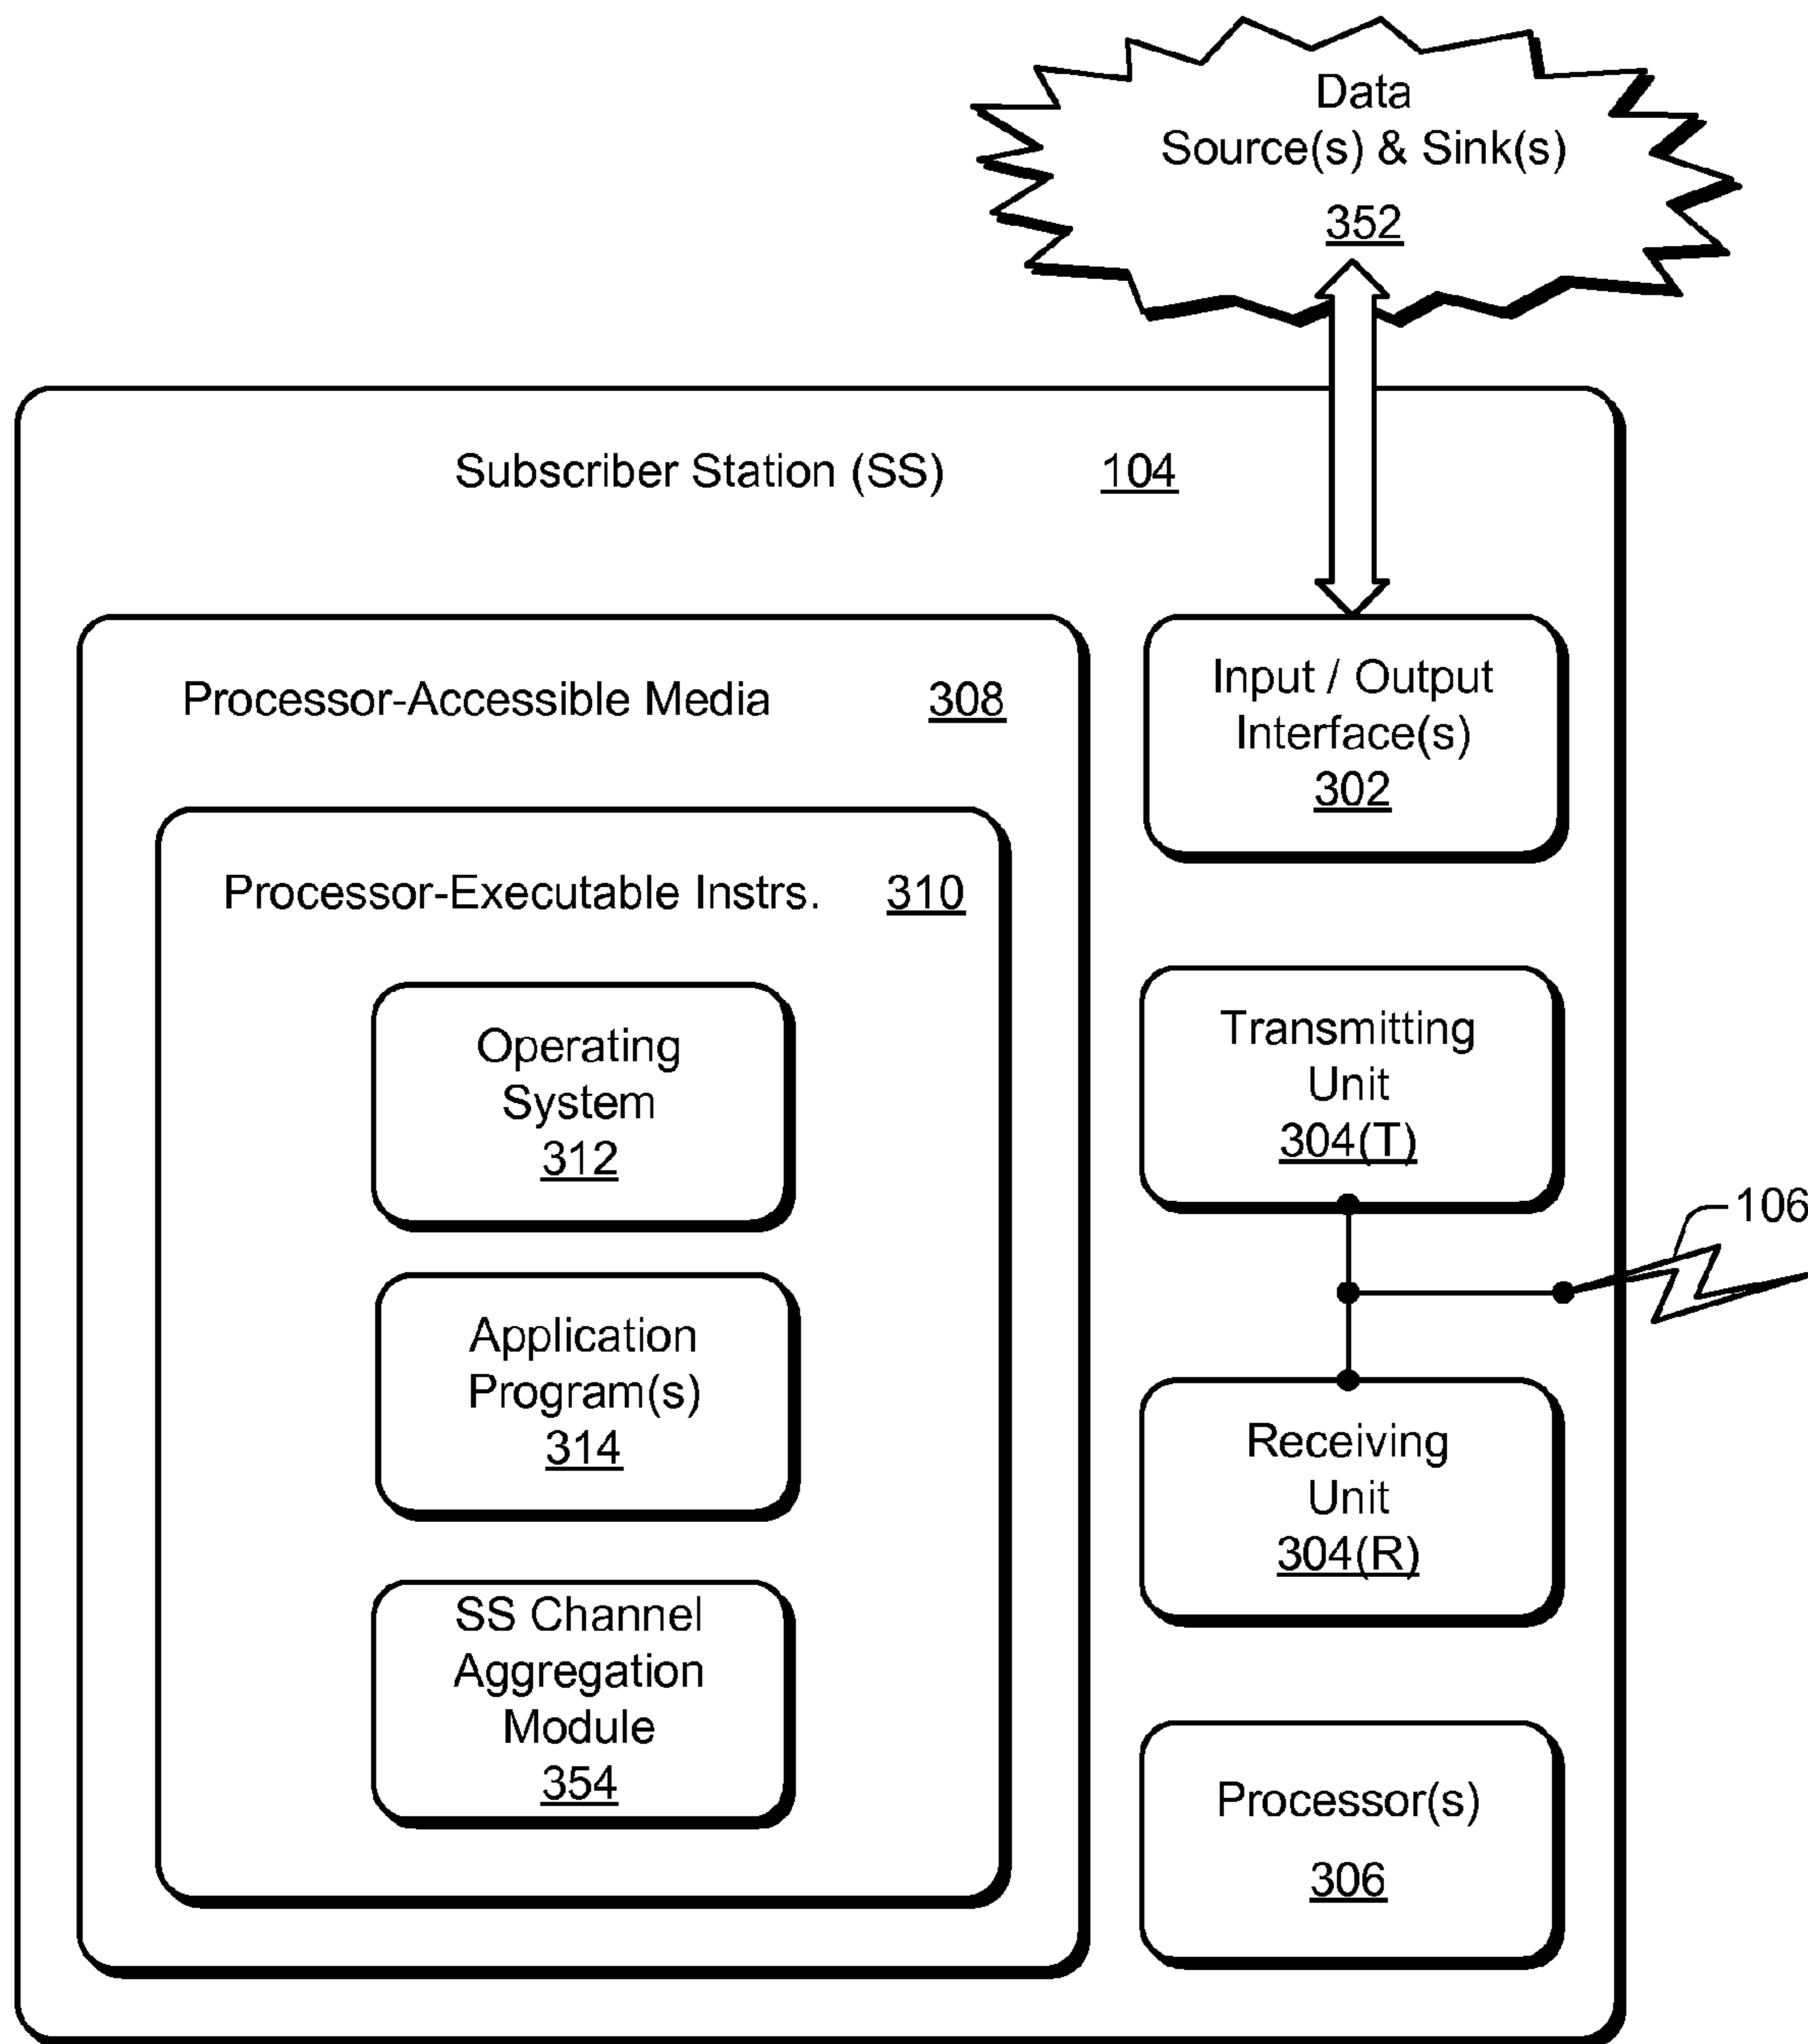 Data
Source(s) & Sink(s)
352
Subscriber Station (SS) 104
Processor-Accessible Media 308
Input / Output
Interface(s)
302
Processor-Executable Instrs. 310
Operating
System
312
Application
Program(s)
314
SS Channel
Aggregation
Module
354
Transmitting
Unit
304(T)
106
Receiving
Unit
304(R)
Processor(s)
306